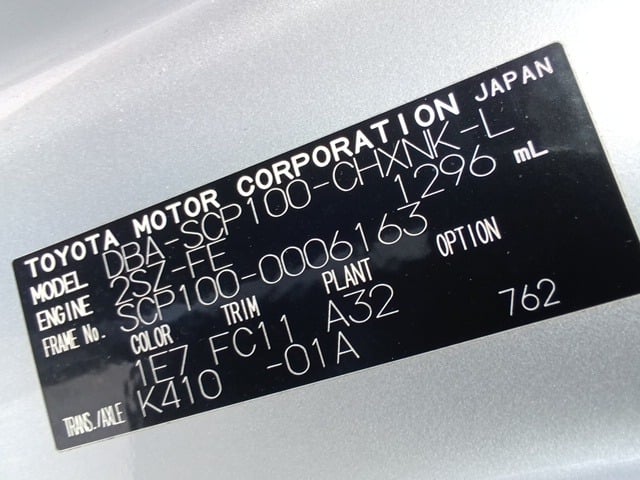 TOYOTA MOTOR CORPORATION JAPAN
MODEL DBA-SCP100-CHXNK-L
ENGINE 2SZ-FE 1296 mL
FRAME No. SCP100-0006163
COLOR TRIM PLANT OPTION
1E7 FC11 A32 762
TRANS./AXLE K410 -01A